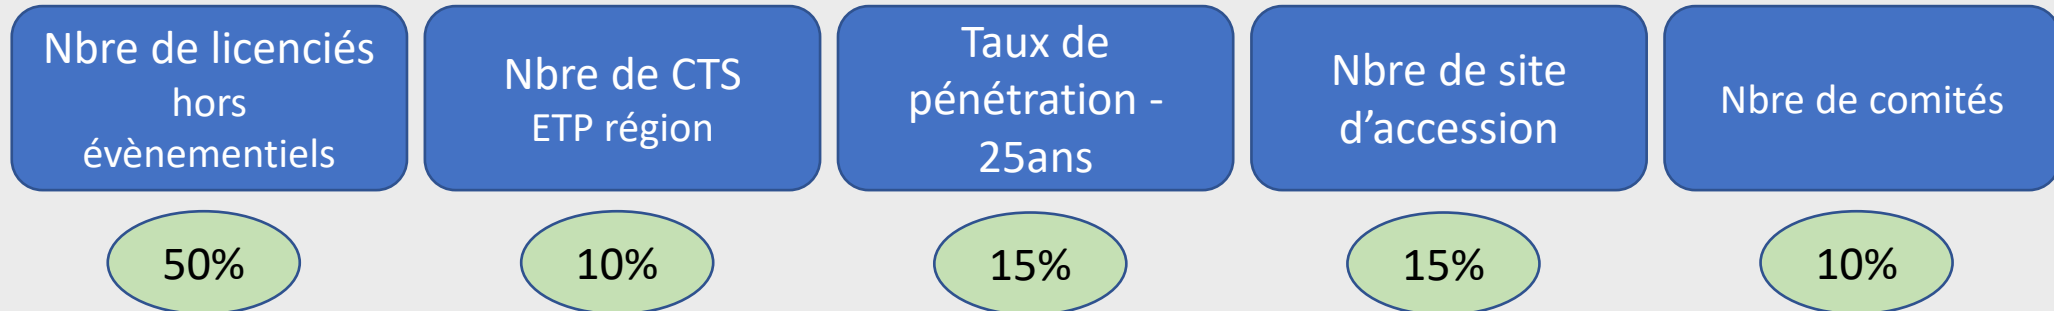 Nbre de licenciés
hors
évènementiels
Nbre de CTS
ETP région
Taux de
pénétration -
25ans
Nbre de site
d’accession
Nbre de comités
50%
10%
15%
15%
10%